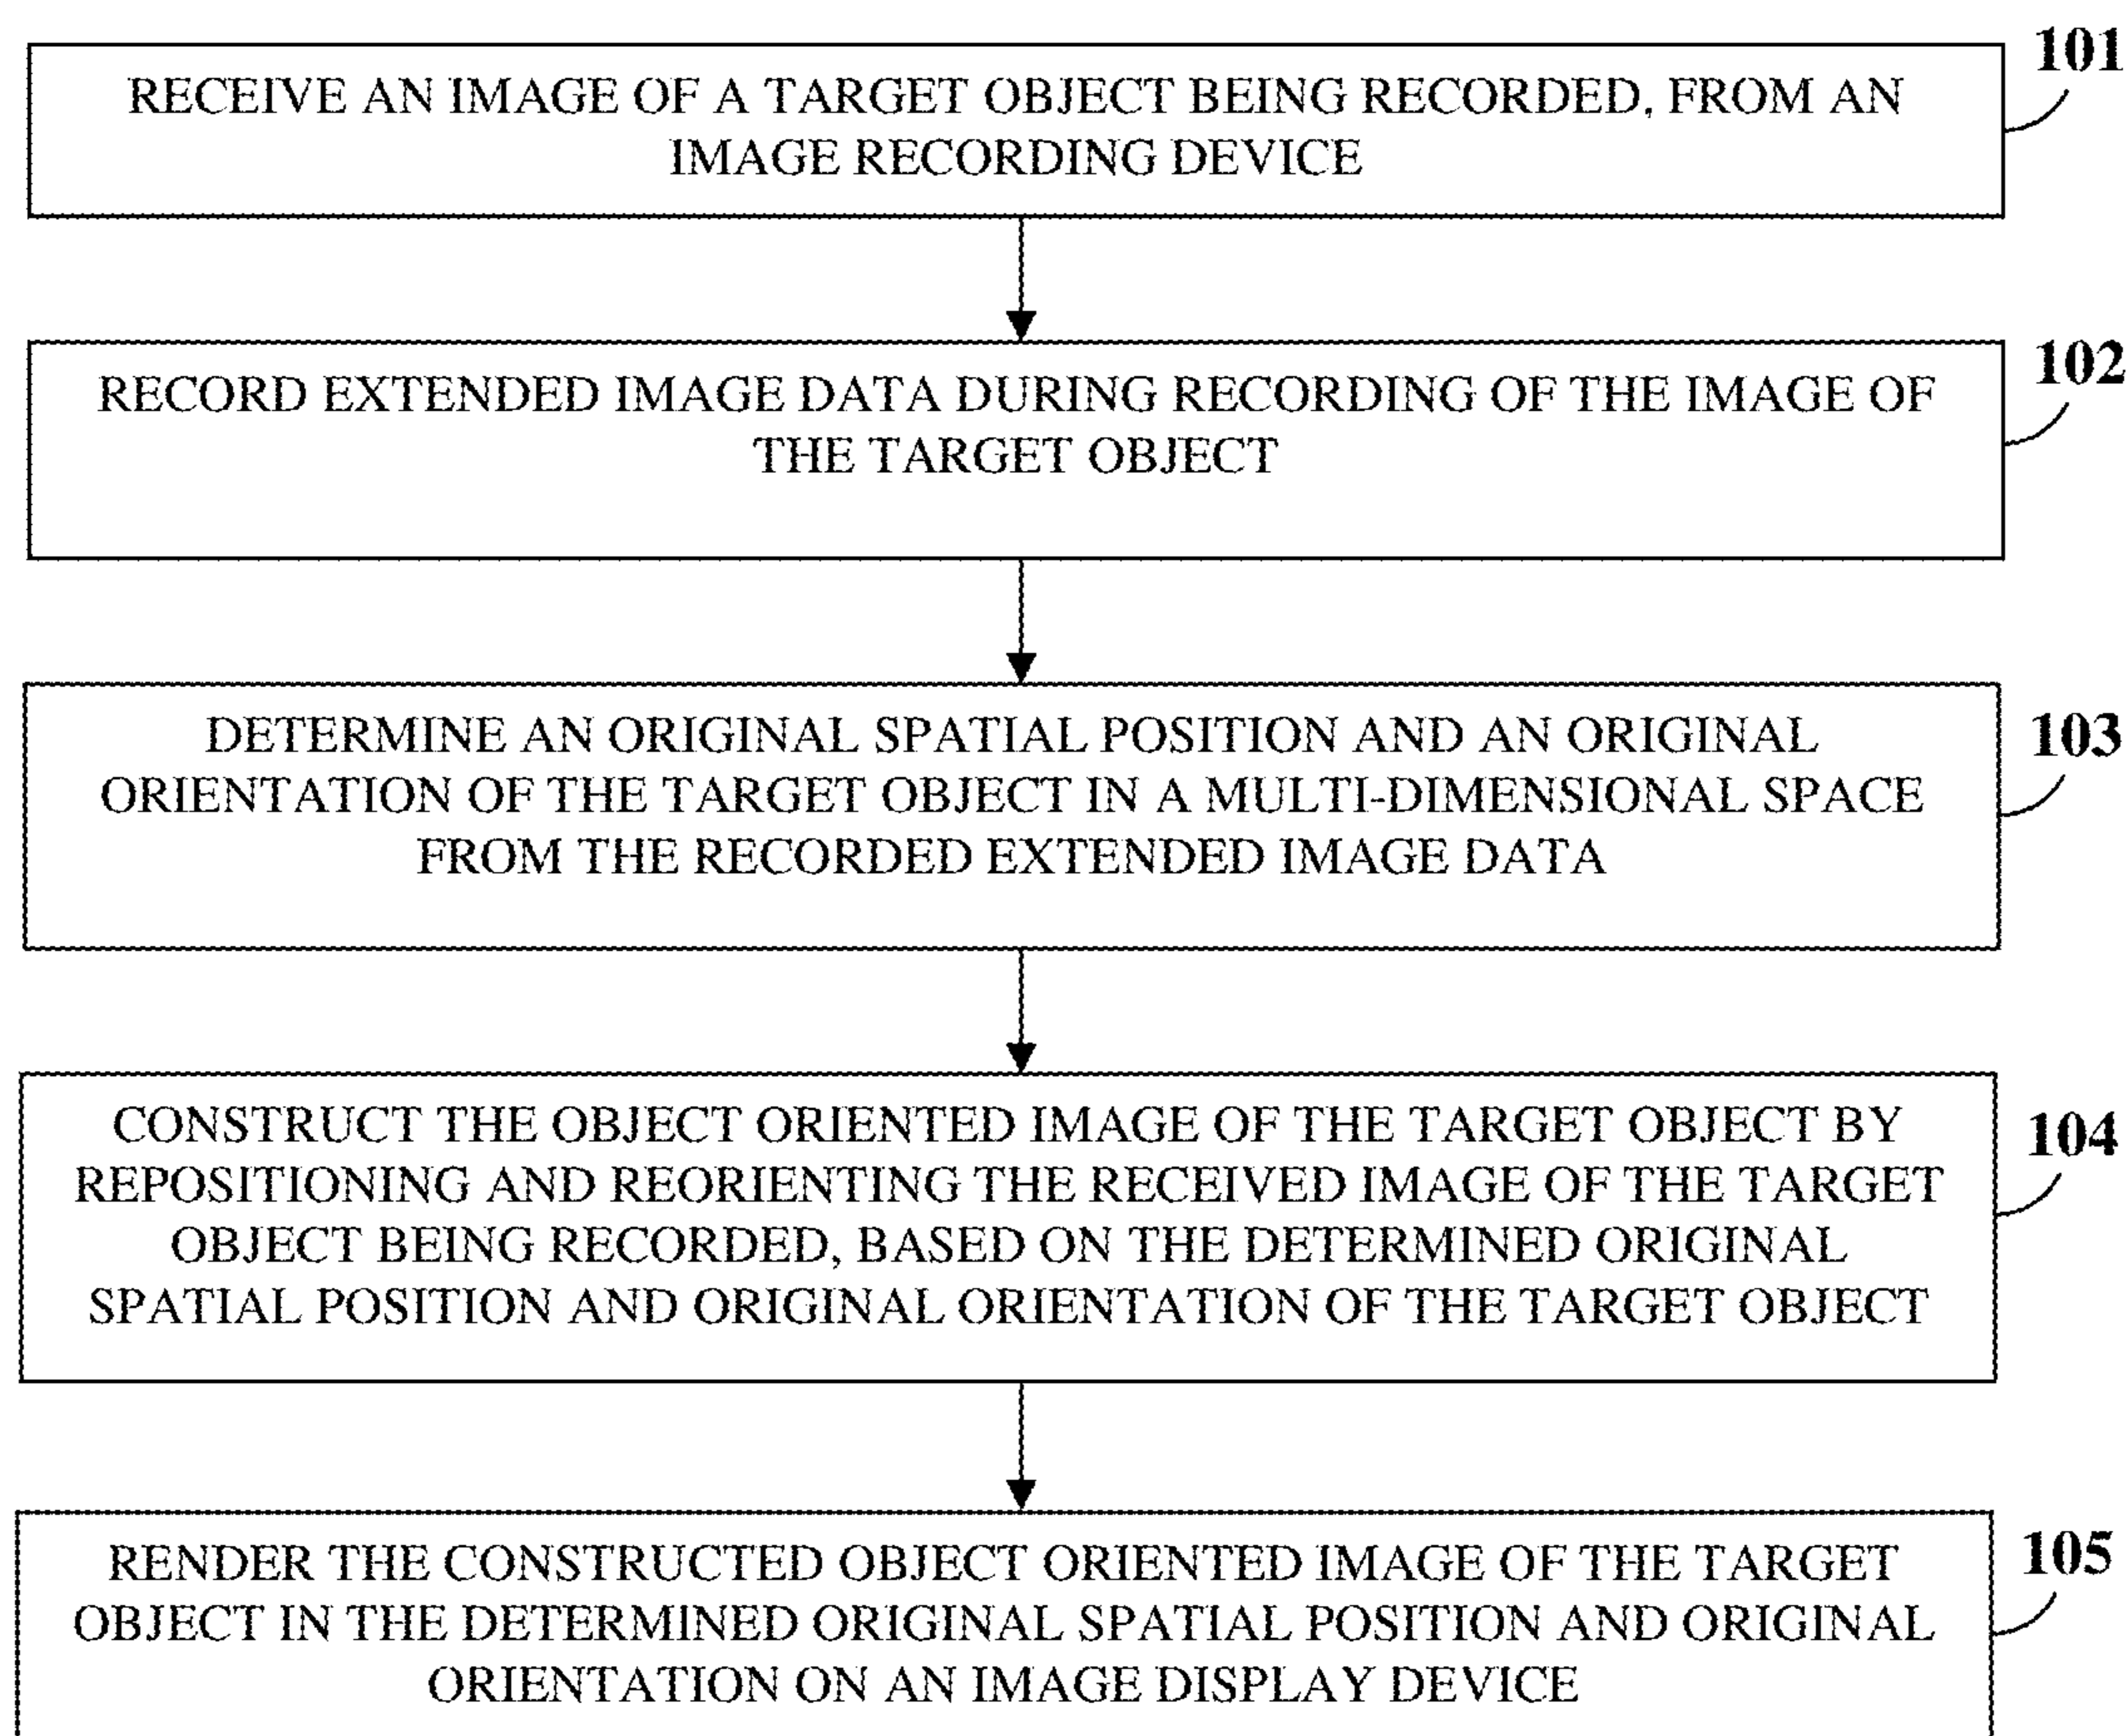 101
RECEIVE AN IMAGE OF A TARGET OBJECT BEING RECORDED, FROM AN
IMAGE RECORDING DEVICE
102
RECORD EXTENDED IMAGE DATA DURING RECORDING OF THE IMAGE OF
THE TARGET OBJECT
103
DETERMINE AN ORIGINAL SPATIAL POSITION AND AN ORIGINAL
ORIENTATION OF THE TARGET OBJECT IN A MULTI-DIMENSIONAL SPACE
FROM THE RECORDED EXTENDED IMAGE DATA
104
CONSTRUCT THE OBJECT ORIENTED IMAGE OF THE TARGET OBJECT BY
REPOSITIONING AND REORIENTING THE RECEIVED IMAGE OF THE TARGET
OBJECT BEING RECORDED, BASED ON THE DETERMINED ORIGINAL
SPATIAL POSITION AND ORIGINAL ORIENTATION OF THE TARGET OBJECT
105
RENDER THE CONSTRUCTED OBJECT ORIENTED IMAGE OF THE TARGET
OBJECT IN THE DETERMINED ORIGINAL SPATIAL POSITION AND ORIGINAL
ORIENTATION ON AN IMAGE DISPLAY DEVICE